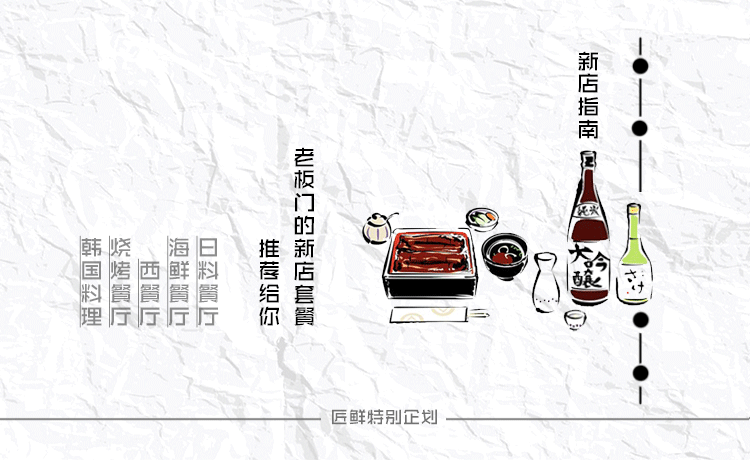 新店指南
老板门的新店套餐
推荐给你
日料餐厅
海鲜餐厅
西餐厅
烧烤餐厅
韩国料理
純米
大吟醸
さけ
匠鲜特别企划